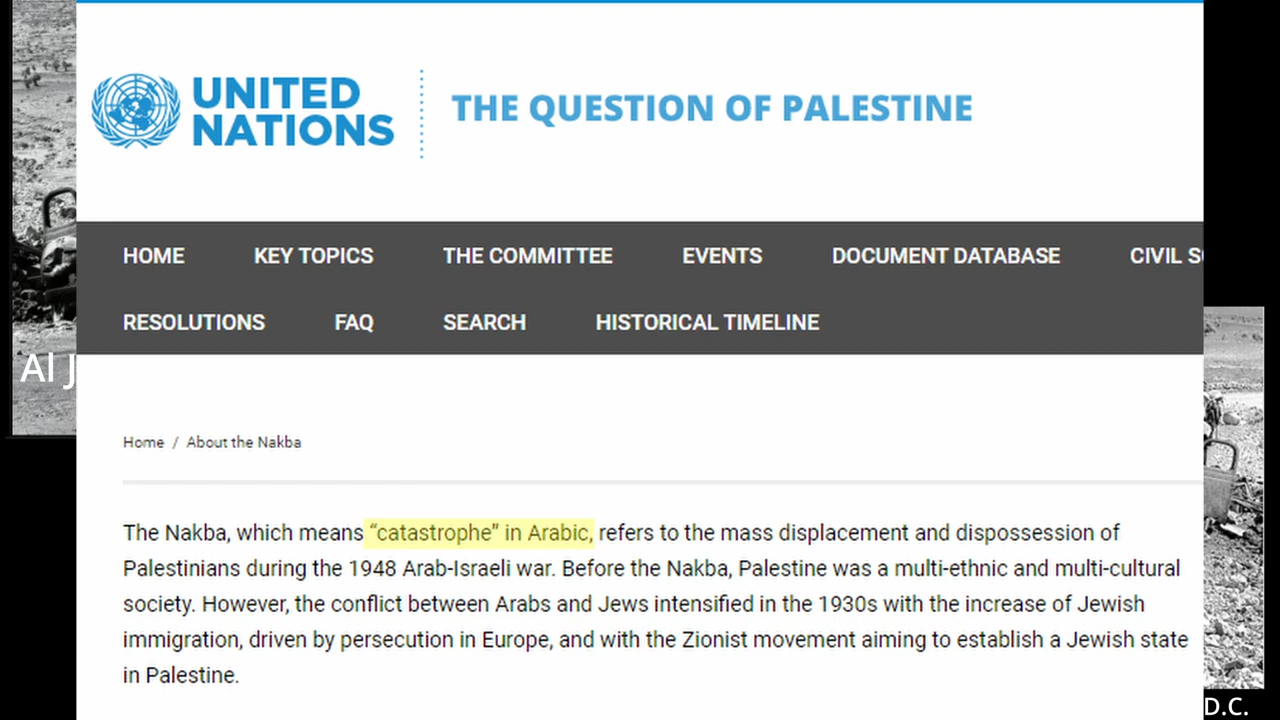 UNITED
NATIONS
THE QUESTION OF PALESTINE
HOME KEY TOPICS THE COMMITTEE EVENTS DOCUMENT DATABASE CIVIL S
RESOLUTIONS FAQ SEARCH HISTORICAL TIMELINE
Al J
Home / About the Nakba
The Nakba, which means “catastrophe” in Arabic, refers to the mass displacement and dispossession of
Palestinians during the 1948 Arab-Israeli war. Before the Nakba, Palestine was a multi-ethnic and multi-cultural
society. However, the conflict between Arabs and Jews intensified in the 1930s with the increase of Jewish
immigration, driven by persecution in Europe, and with the Zionist movement aiming to establish a Jewish state
in Palestine.
D.C.